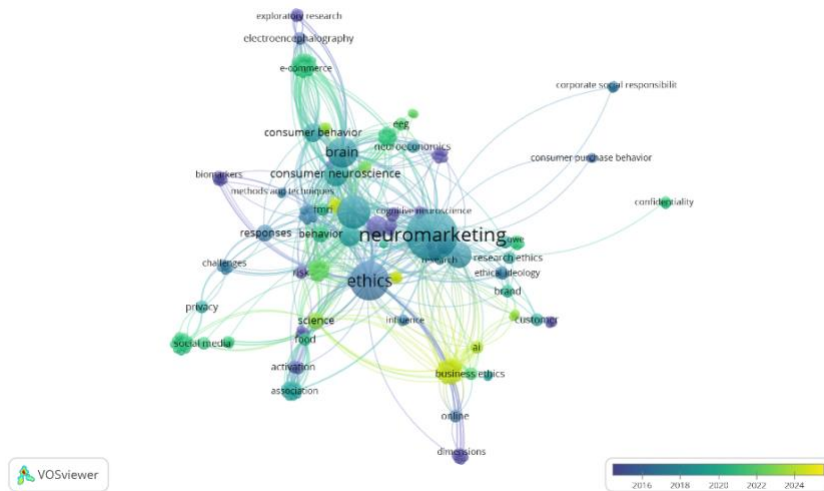 exploratory research
electroencephalography
e-commerce
corporate social responsibilit
consumer behavior
eeg
neuroeconomics
brain
consumer purchase behavior
consumer neuroscience
biomarkers
methods and techniques
confidentiality
fmri
cognitive neuroscience
responses
behavior
neuromarketing
research
research ethics
challenges
risk
ethics
ethical ideology
brand
privacy
science
influence
customer
food
social media
ai
activation
business ethics
association
online
dimensions
VOSviewer
2016 2018 2020 2022 2024